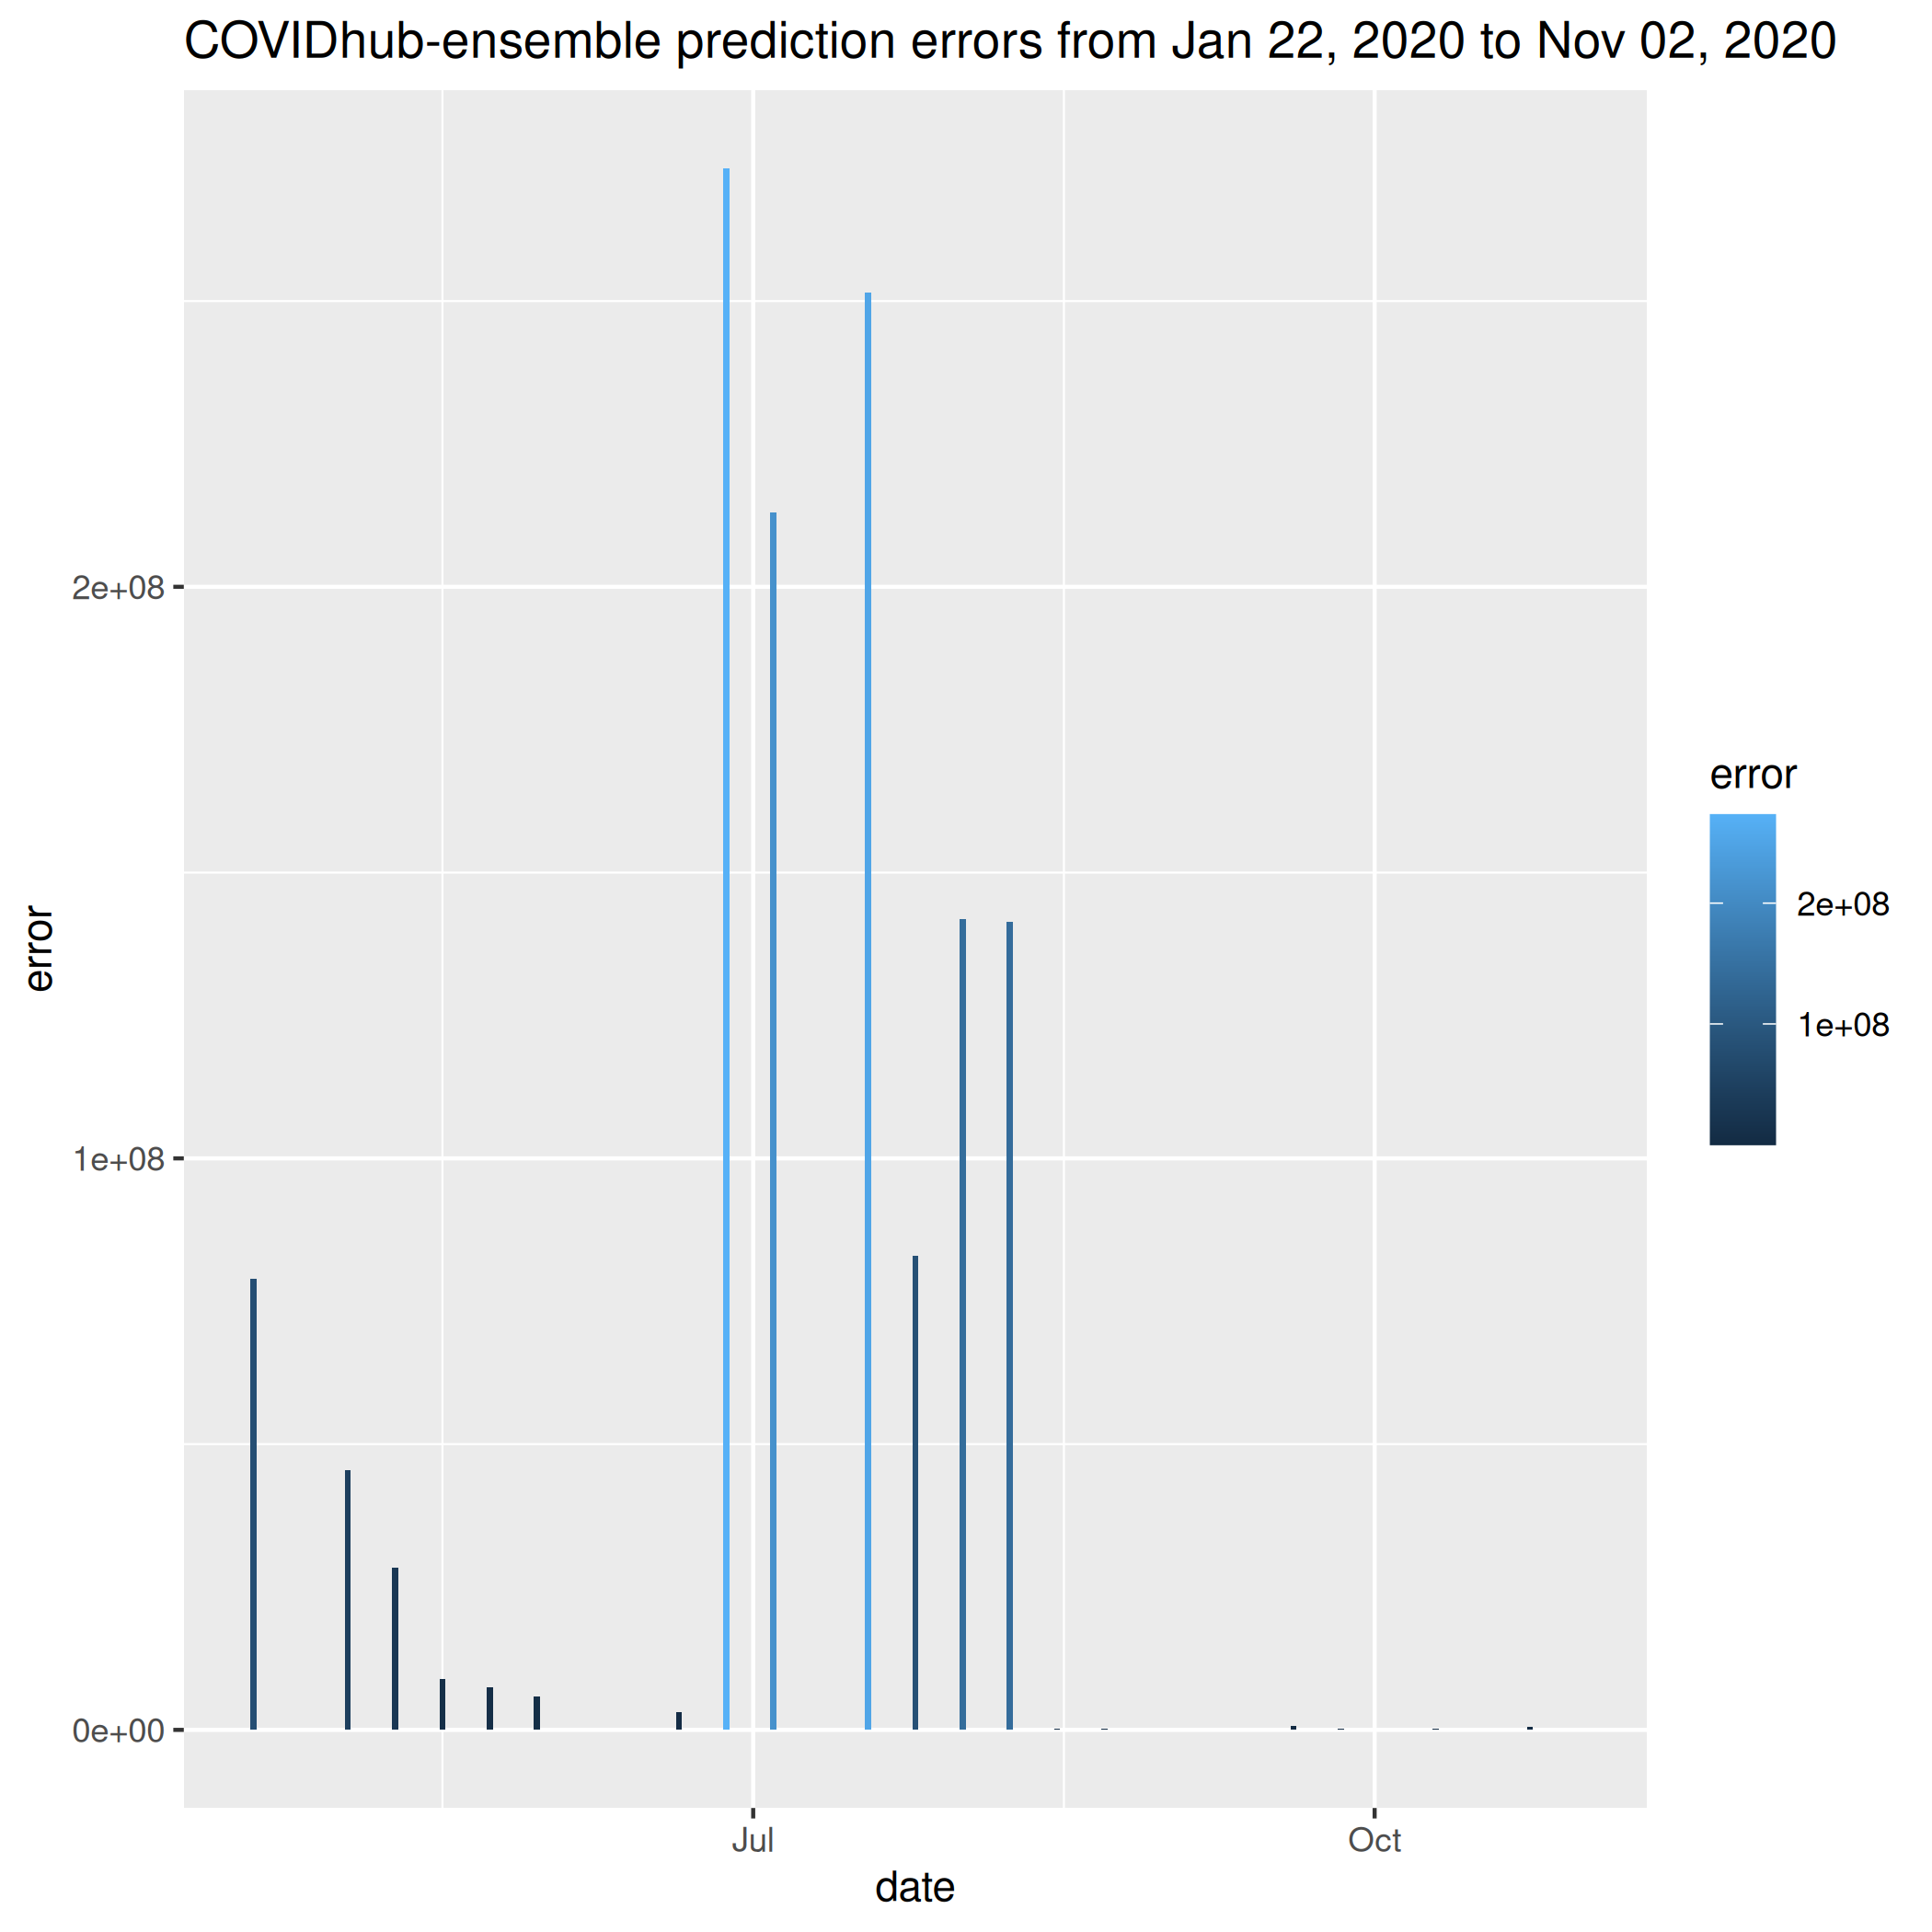 COVIDhub-ensemble prediction errors from Jan 22, 2020 to Nov 02, 2020
error
2e+08
1e+08
0e+00
Jul
Oct
date
error
2e+08
1e+08